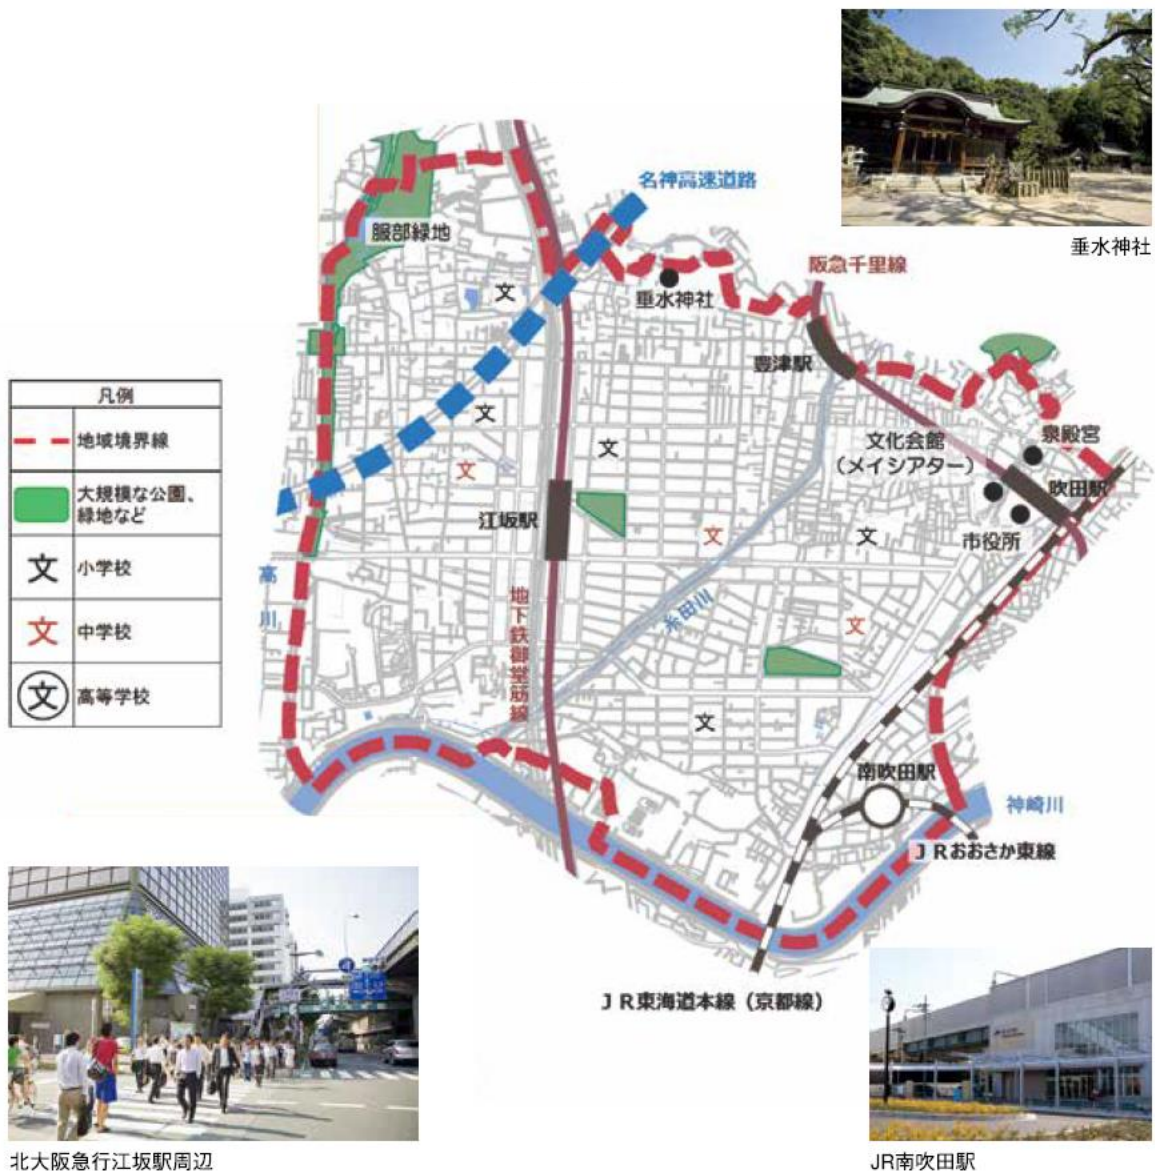 垂水神社
名神高速道路
服部緑地
阪急千里線
文
垂水神社
豊津駅
凡例
地域境界線
大規模な公園、
緑地など
文
小学校
文
中学校
文
高等学校
文
文
文
文化会館
(メイシアター)
泉殿宮
吹田駅
江坂駅
文
文
市役所
高
川
地下鉄御堂筋線
糸田川
文
文
南吹田駅
神崎川
JRおおさか東線
JR東海道本線(京都線)
北大阪急行江坂駅周辺
JR南吹田駅